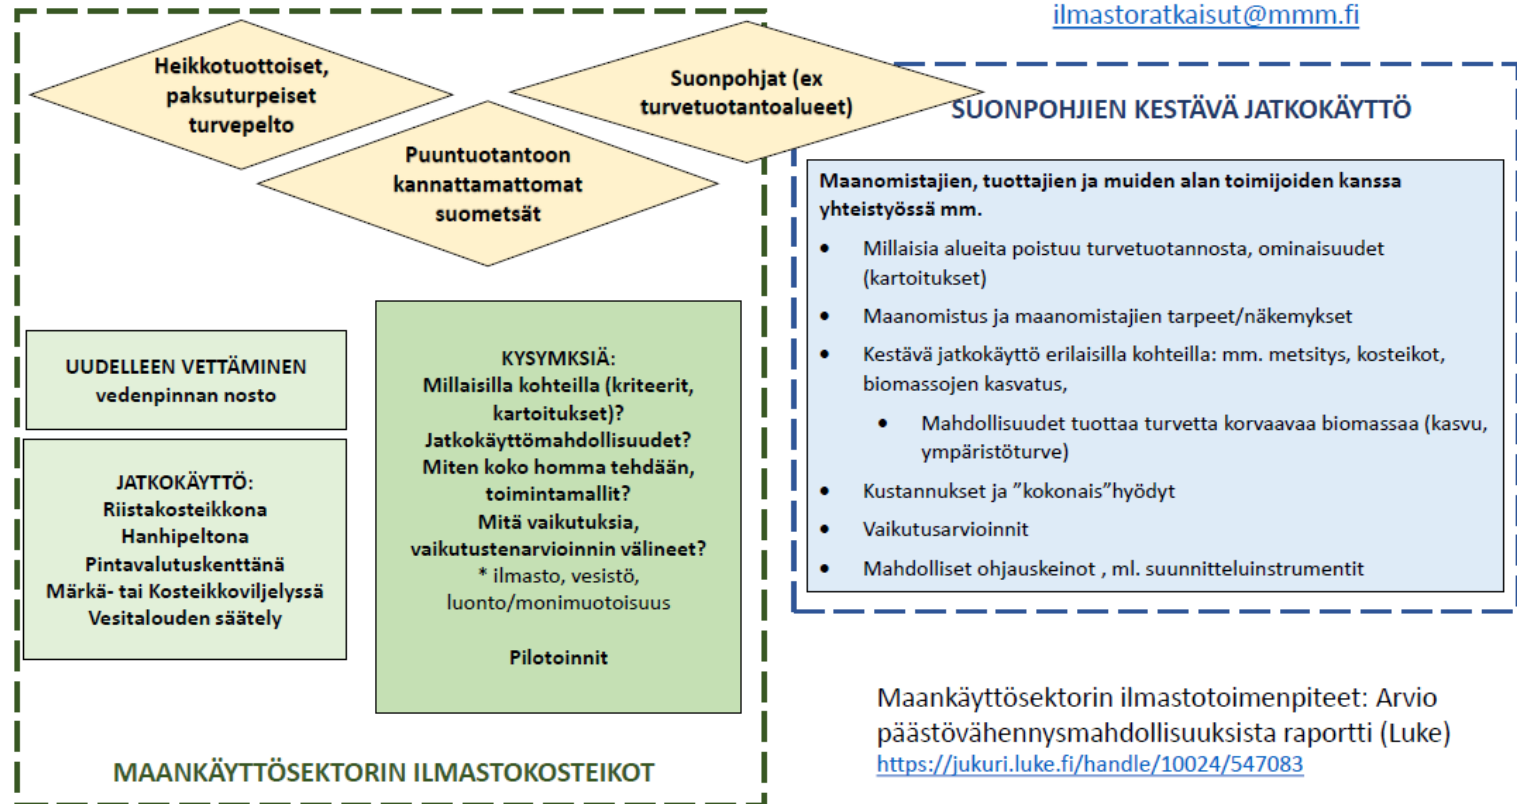 ilmastoratkaisut@mmm.fi
Heikkotuottoiset,
paksuturpeiset
turvepelto
Suonpohjat (ex
turvetuotantoalueet)
Puuntuotantoon
kannattamattomat
suometsät
UUDELLEEN VETTÄMINEN
vedenpinnan nosto
JATKOKÄYTTÖ:
Riistakosteikkona
Hanhipeltona
Pintavalutuskenttänä
Märkä- tai Kosteikkoviljelyssä
Vesitalouden säätely
KYSYMKSIÄ:
Millaisilla kohteilla (kriteerit,
kartoitukset)?
Jatkokäyttömahdollisuudet?
Miten koko homma tehdään,
toimintamallit?
Mitä vaikutuksia,
vaikutustenarvioinnin välineet?
* ilmasto, vesistö,
luonto/monimuotoisuus
Pilotoinnit
MAANKÄYTTÖSEKTORIN ILMASTOKOSTEIKOT
SUONPOHJIEN KESTÄVÄ JATKOKÄYTTÖ
Maanomistajien, tuottajien ja muiden alan toimijoiden kanssa
yhteistyössä mm.
• Millaisia alueita poistuu turvetuotannosta, ominaisuudet
(kartoitukset)
• Maanomistus ja maanomistajien tarpeet/näkemykset
• Kestävä jatkokäyttö erilaisilla kohteilla: mm. metsitys, kosteikot,
biomassojen kasvatus,
• Mahdollisuudet tuottaa turvetta korvaavaa biomassaa (kasvu,
ympäristöturve)
• Kustannukset ja ”kokonais”hyödyt
• Vaikutusarvioinnit
• Mahdolliset ohjauskeinot , ml. suunnitteluinstrumentit
Maankäyttösektorin ilmastotoimenpiteet: Arvio
päästövähennysmahdollisuuksista raportti (Luke)
https://jukuri.luke.fi/handle/10024/547083